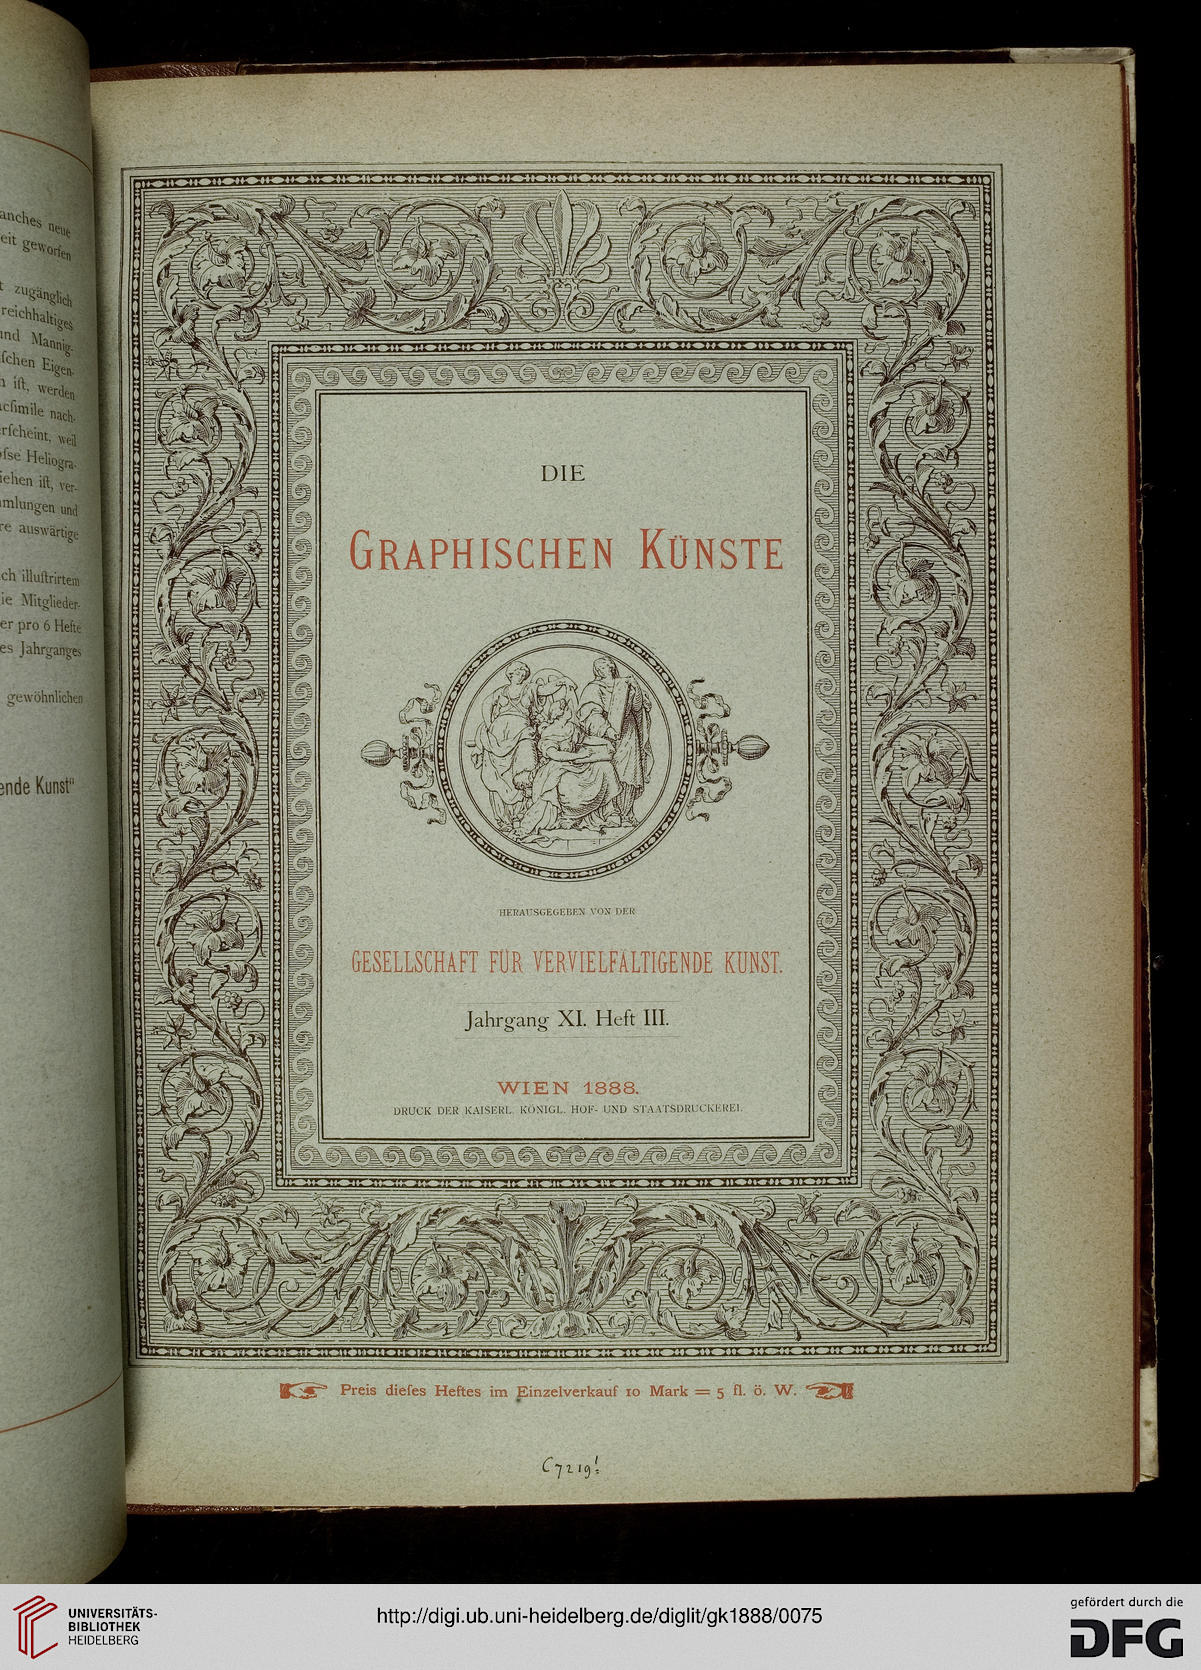 anches neue
eit geworfen
zugänglich
reichhaltiges
und Mannig-
ſchen Eigen-
iſt, werden
acſimile nach-
rſcheint, weil
oſse Heliogra-
iehen iſt, ver-
mlungen und
re auswärtige
ch illuſtrirtem
ie Mitglieder-
er pro 6 Hefte
es Jahrganges
gewöhnlichen
ende Kunst"
DIE
GRAPHISCHEN KÜNSTE
HERAUSGEGEBEN VON DER
GESELLSCHAFT FÜR VERVIELFÄLTIGENDE KUNST.
Jahrgang XI. Heft III.
WIEN 1888.
DRUCK DER KAISERL. KÖNIGL. HOF- UND STAATSDRUCKEREI.
Preis dieſes Heftes im Einzelverkauf 10 Mark = 5 fl. ö. W.
C7219
UNIVERSITÄTS-
BIBLIOTHEK
HEIDELBERG
http://digi.ub.uni-heidelberg.de/diglit/gk1888/0075
gefördert durch die
DFG